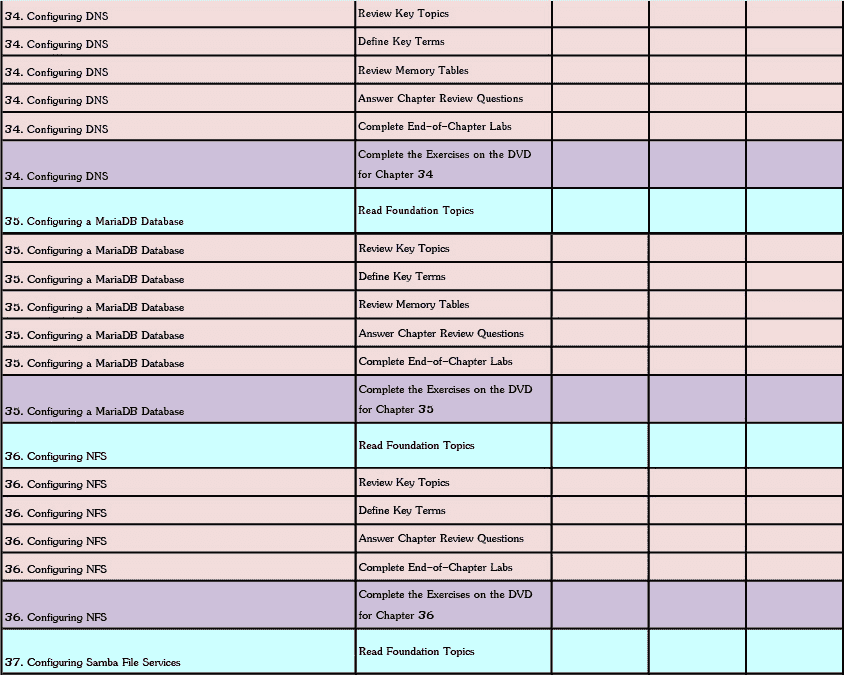 34. Configuring DNS Review Key Topics
34. Configuring DNS Define Key Terms
34. Configuring DNS Review Memory Tables
34. Configuring DNS Answer Chapter Review Questions
34. Configuring DNS Complete End-of-Chapter Labs
34. Configuring DNS Complete the Exercises on the DVD
for Chapter 34
35. Configuring a MariaDB Database Read Foundation Topics
35. Configuring a MariaDB Database Review Key Topics
35. Configuring a MariaDB Database Define Key Terms
35. Configuring a MariaDB Database Review Memory Tables
35. Configuring a MariaDB Database Answer Chapter Review Questions
35. Configuring a MariaDB Database Complete End-of-Chapter Labs
35. Configuring a MariaDB Database Complete the Exercises on the DVD
for Chapter 35
36. Configuring NFS Read Foundation Topics
36. Configuring NFS Review Key Topics
36. Configuring NFS Define Key Terms
36. Configuring NFS Answer Chapter Review Questions
36. Configuring NFS Complete End-of-Chapter Labs
36. Configuring NFS Complete the Exercises on the DVD
for Chapter 36
37. Configuring Samba File Services Read Foundation Topics